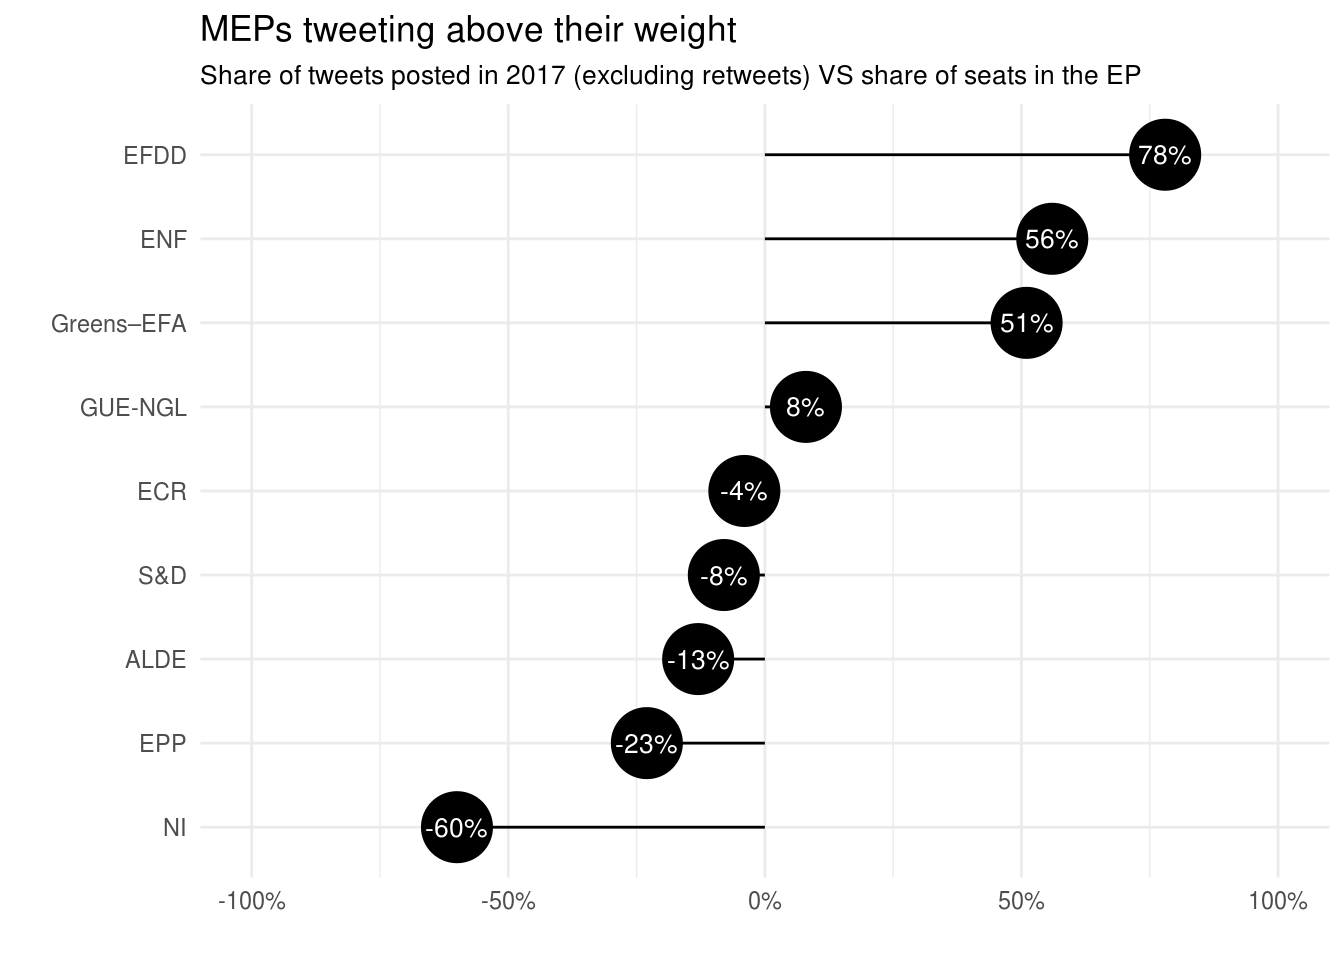 MEPs tweeting above their weight
Share of tweets posted in 2017 (excluding retweets) VS share of seats in the EP
EFDD 78%
ENF 56%
Greens–EFA 51%
GUE-NGL 8%
ECR -4%
S&D -8%
ALDE -13%
EPP -23%
NI -60%
-100% -50% 0% 50% 100%